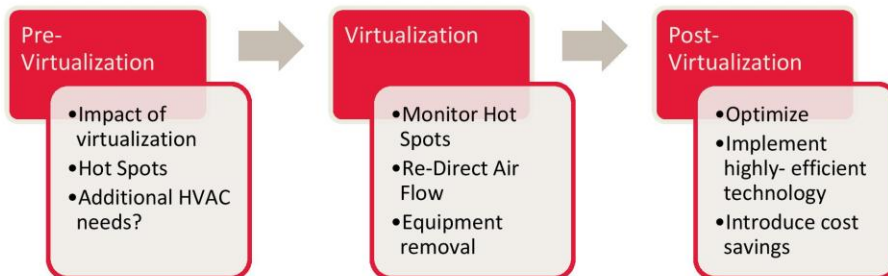 Pre-
Virtualization
•Impact of
virtualization
•Hot Spots
•Additional HVAC
needs?
Virtualization
•Monitor Hot
Spots
•Re-Direct Air
Flow
•Equipment
removal
Post-
Virtualization
•Optimize
•Implement
highly- efficient
technology
•Introduce cost
savings